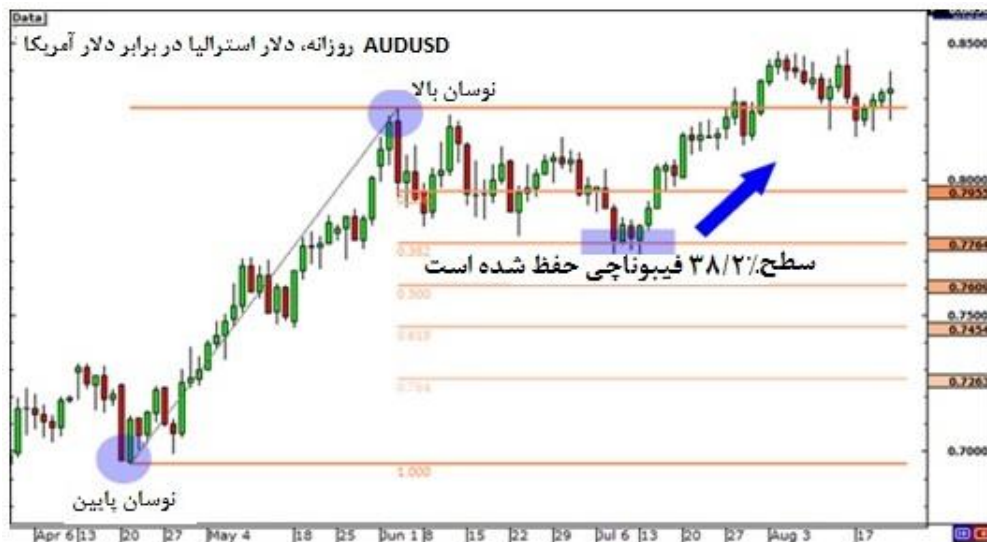 Data
AUDUSD روزانه، دلار استرالیا در برابر دلار آمریکا
0.8500
نوسان بالا
0.8000
0.7955
0.382
0.7764
سطح ۳۸/۲٪ فیبوناچی حفظ شده است
0.500
0.7609
0.7500
0.618
0.7454
0.764
0.7263
0.7000
1.000
نوسان پایین
Apr 6 13 20 27 May 4 18 25 Jun 1 8 15 22 29 Jul 6 13 20 27 Aug 3 17